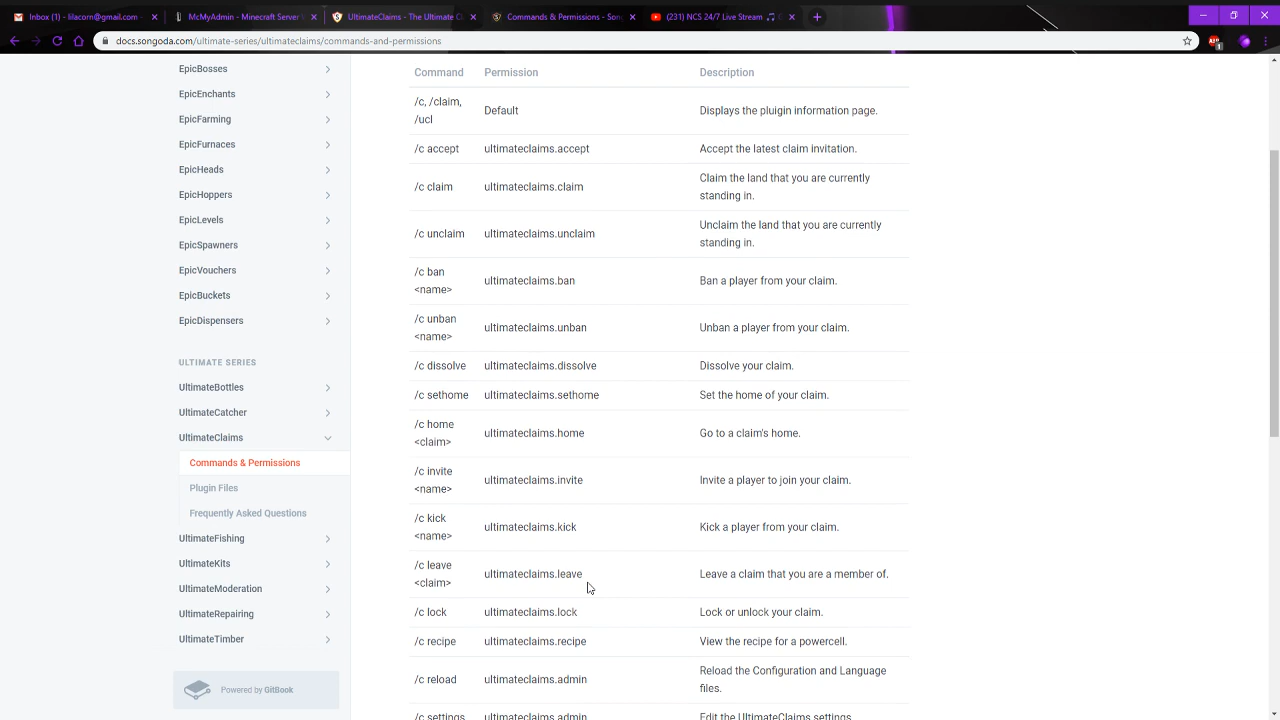 Inbox (1) - lilacorn@gmail.com -
McMyAdmin - Minecraft Server
UltimateClaims - The Ultimate C
Commands & Permissions - Son
(231) NCS 24/7 Live Stream
docs.songoda.com/ultimate-series/ultimateclaims/commands-and-permissions
EpicBosses
EpicEnchants
EpicFarming
EpicFurnaces
EpicHeads
EpicHoppers
EpicLevels
EpicSpawners
EpicVouchers
EpicBuckets
EpicDispensers
ULTIMATE SERIES
UltimateBottles
UltimateCatcher
UltimateClaims
Commands & Permissions
Plugin Files
Frequently Asked Questions
UltimateFishing
UltimateKits
UltimateModeration
UltimateRepairing
UltimateTimber
Powered by GitBook
Command Permission Description
/c, /claim,
/ucl
Default
Displays the pluigin information page.
/c accept ultimateclaims.accept Accept the latest claim invitation.
/c claim ultimateclaims.claim
Claim the land that you are currently
standing in.
/c unclaim ultimateclaims.unclaim
Unclaim the land that you are currently
standing in.
/c ban
<name>
ultimateclaims.ban
Ban a player from your claim.
/c unban
<name>
ultimateclaims.unban
Unban a player from your claim.
/c dissolve ultimateclaims.dissolve Dissolve your claim.
/c sethome ultimateclaims.sethome Set the home of your claim.
/c home
<claim>
ultimateclaims.home
Go to a claim's home.
/c invite
<name>
ultimateclaims.invite
Invite a player to join your claim.
/c kick
<name>
ultimateclaims.kick
Kick a player from your claim.
/c leave
<claim>
ultimateclaims.leave
Leave a claim that you are a member of.
/c lock ultimateclaims.lock Lock or unlock your claim.
/c recipe ultimateclaims.recipe View the recipe for a powercell.
/c reload ultimateclaims.admin
Reload the Configuration and Language
files.
/c settings ultimateclaims.admin Edit the UltimateClaims settings